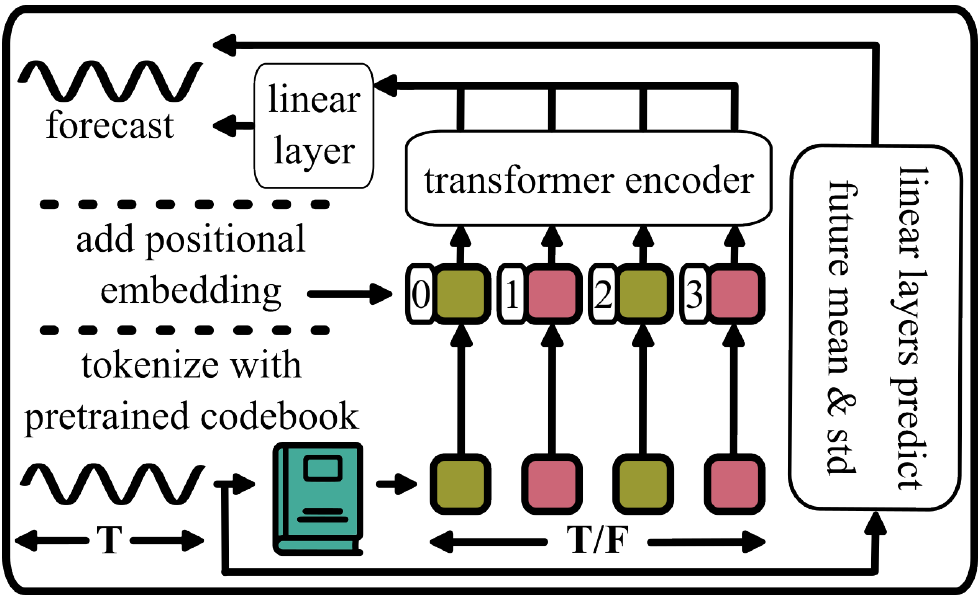 forecast
linear
layer
transformer encoder
add positional
embedding
0 1 2 3
tokenize with
pretrained codebook
T
T/F
linear layers predict
future mean & std